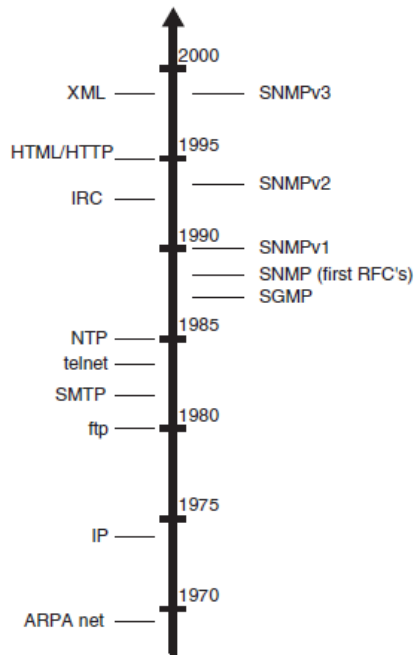 2000
XML
SNMPv3
1995
HTML/HTTP
SNMPv2
IRC
1990
SNMPv1
SNMP (first RFC's)
SGMP
1985
NTP
telnet
SMTP
1980
ftp
1975
IP
1970
ARPA net